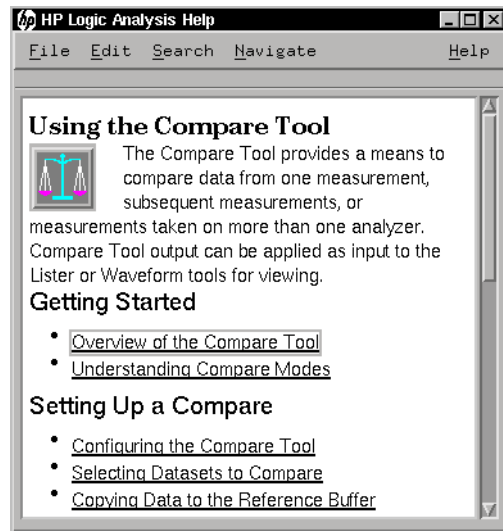 hp HP Logic Analysis Help
File Edit Search Navigate Help
Using the Compare Tool
The Compare Tool provides a means to
compare data from one measurement,
subsequent measurements, or
measurements taken on more than one analyzer.
Compare Tool output can be applied as input to the
Lister or Waveform tools for viewing.
Getting Started
• Overview of the Compare Tool
• Understanding Compare Modes
Setting Up a Compare
• Configuring the Compare Tool
• Selecting Datasets to Compare
• Copying Data to the Reference Buffer